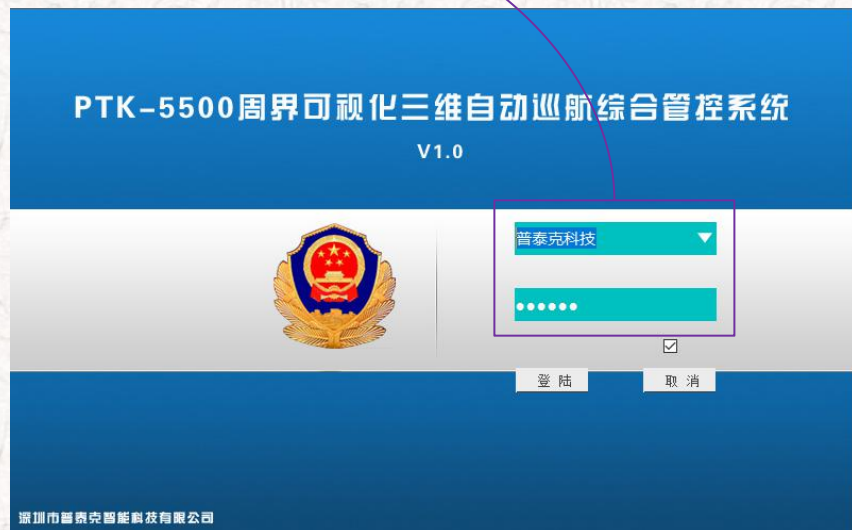 PTK-5500周界可视化三维自动巡航综合管控系统
V1.0
普泰克科技
••••••
登 陆 取 消
深圳市普泰克智能科技有限公司